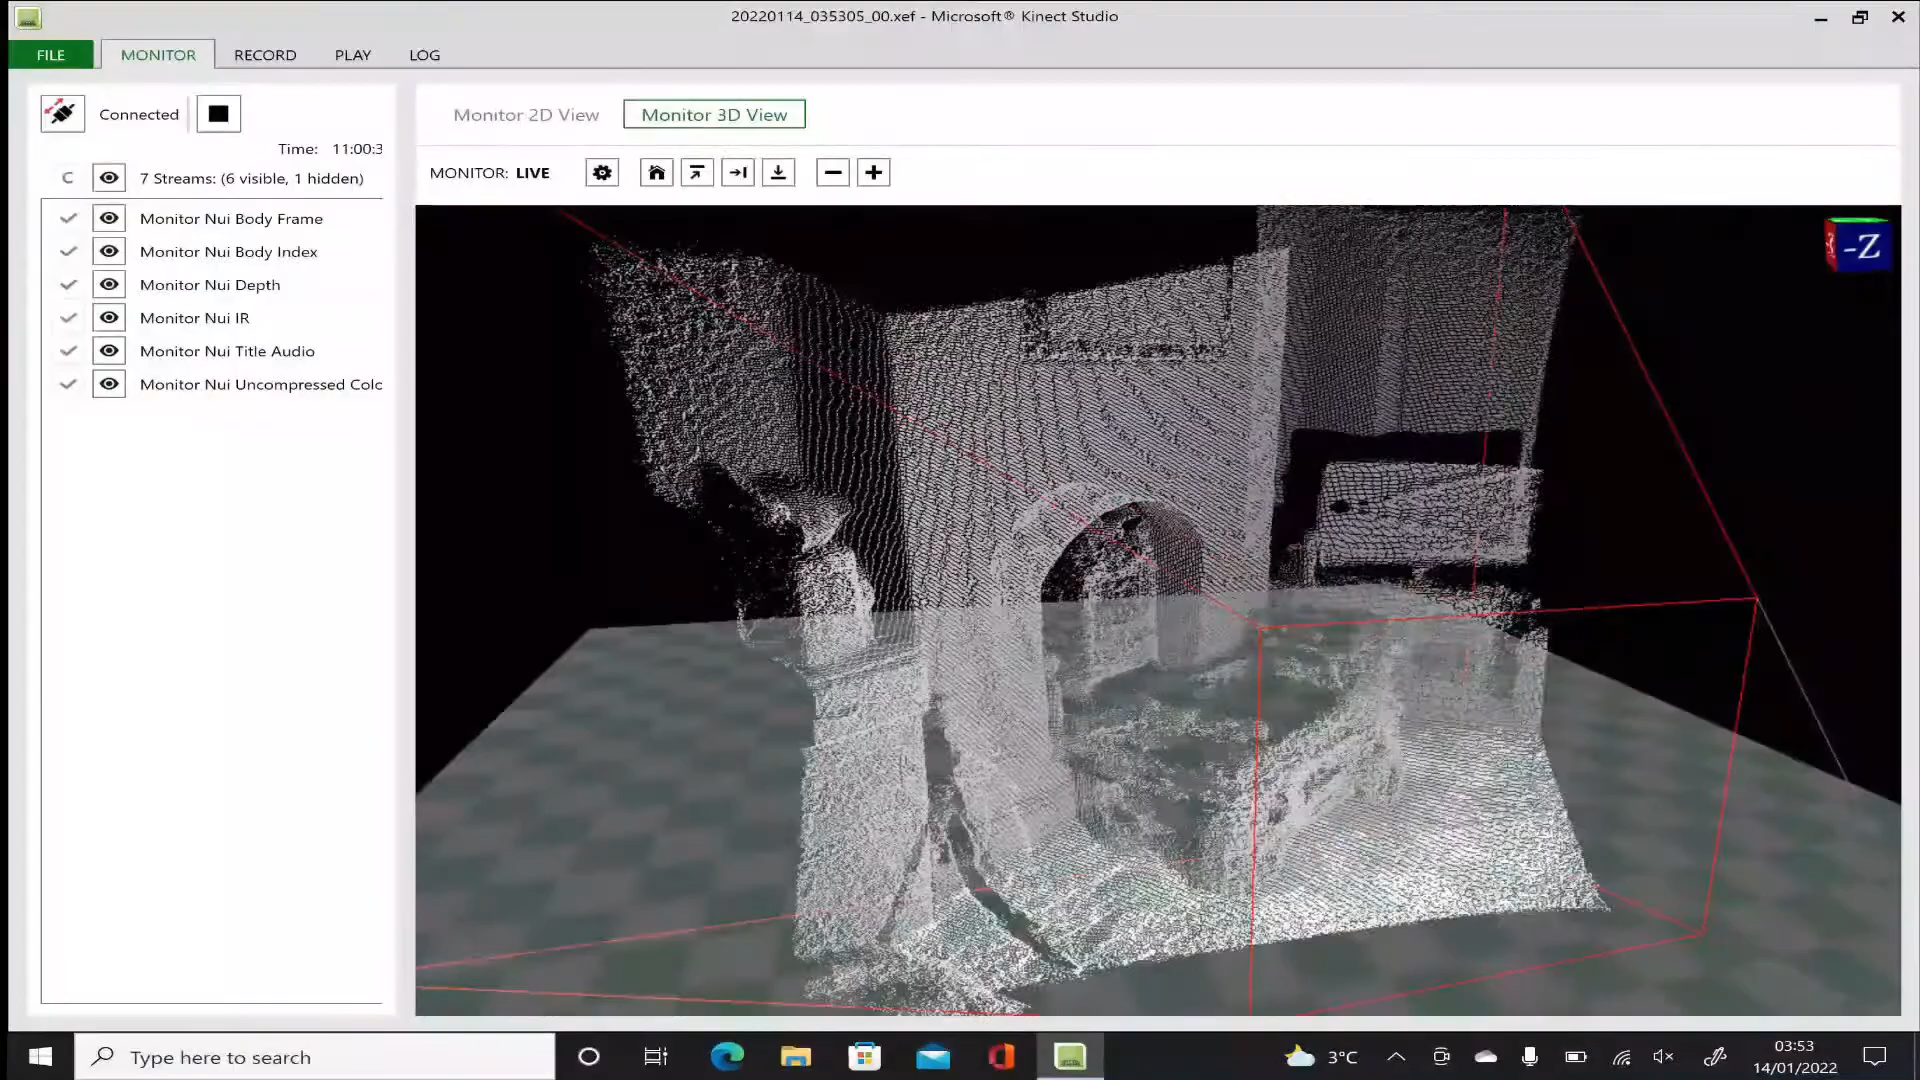 20220114_035305_00.xef - Microsoft® Kinect Studio
FILE MONITOR RECORD PLAY LOG
Connected
Time: 11:00:3
C 7 Streams: (6 visible, 1 hidden)
Monitor Nui Body Frame
Monitor Nui Body Index
Monitor Nui Depth
Monitor Nui IR
Monitor Nui Title Audio
Monitor Nui Uncompressed Colc
Monitor 2D View Monitor 3D View
MONITOR: LIVE
-Z
Type here to search
3°C
03:53
14/01/2022